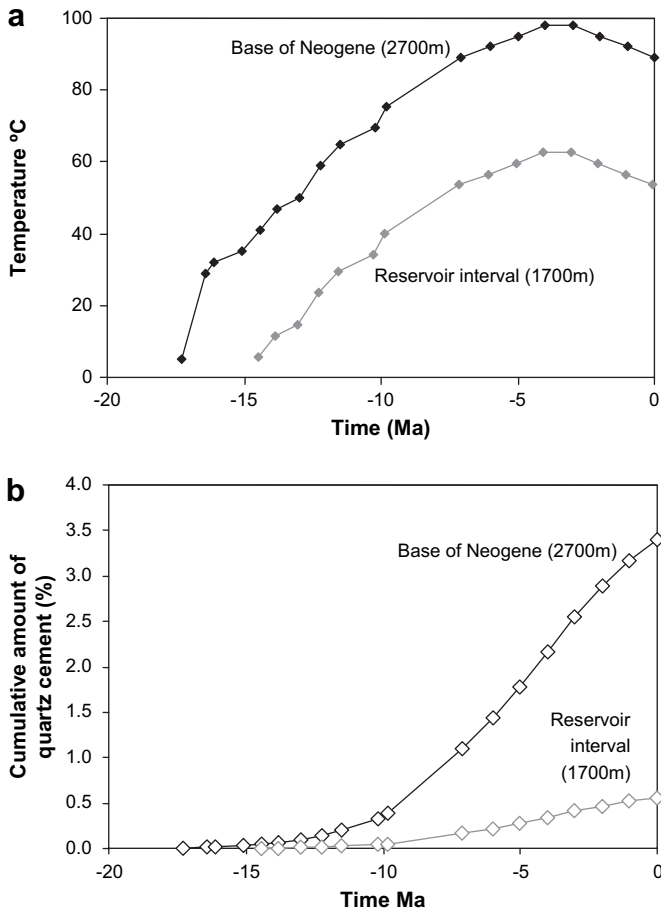 a
100
80
60
40
20
0
Temperature ºC
Base of Neogene (2700m)
Reservoir interval (1700m)
-20 -15 -10 -5 0
Time (Ma)
b
4.0
3.5
3.0
2.5
2.0
1.5
1.0
0.5
0.0
Cumulative amount of
quartz cement (%)
Base of Neogene (2700m)
Reservoir
interval
(1700m)
-20 -15 -10 -5 0
Time Ma